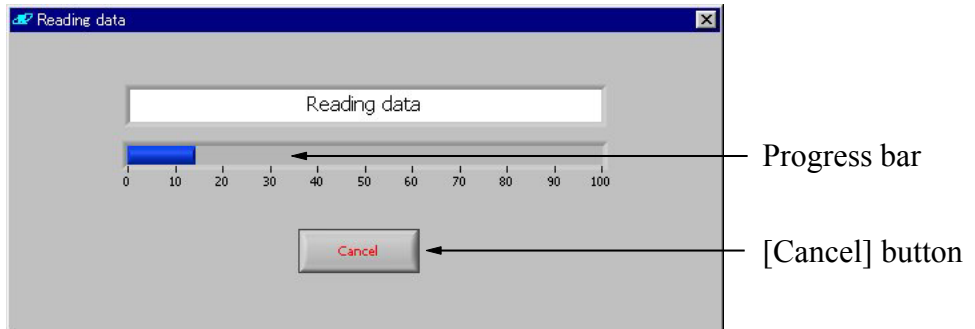 Reading data
Reading data
Progress bar
0 10 20 30 40 50 60 70 80 90 100
Cancel
[Cancel] button